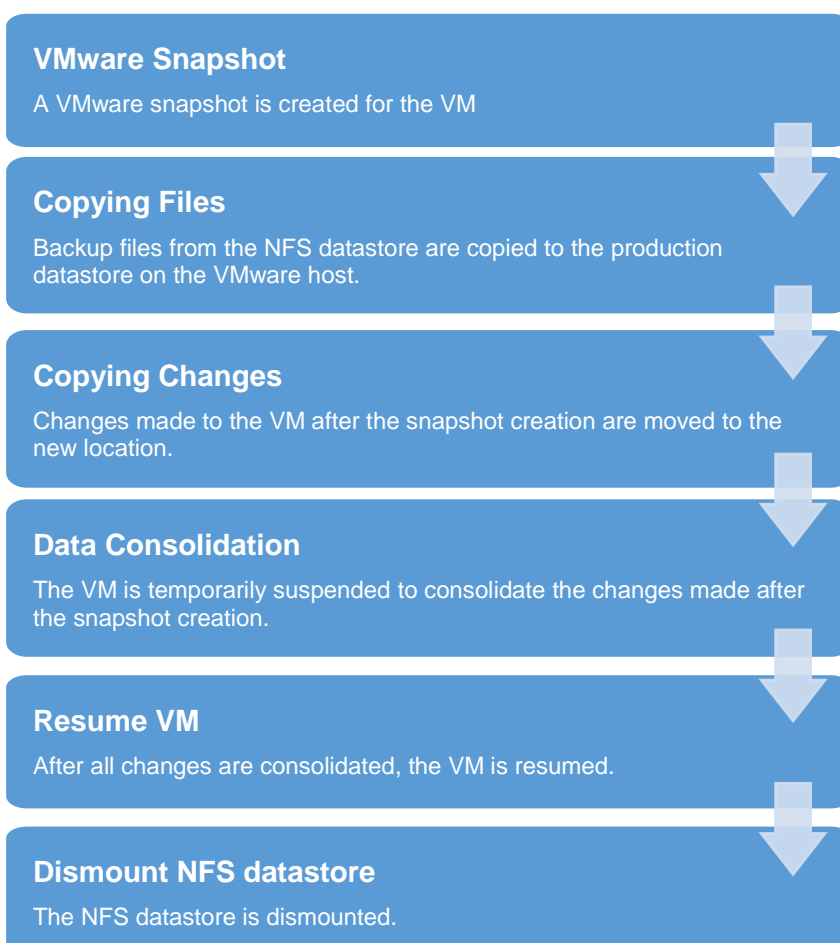 VMware Snapshot
A VMware snapshot is created for the VM
Copying Files
Backup files from the NFS datastore are copied to the production
datastore on the VMware host.
Copying Changes
Changes made to the VM after the snapshot creation are moved to the
new location.
Data Consolidation
The VM is temporarily suspended to consolidate the changes made after
the snapshot creation.
Resume VM
After all changes are consolidated, the VM is resumed.
Dismount NFS datastore
The NFS datastore is dismounted.